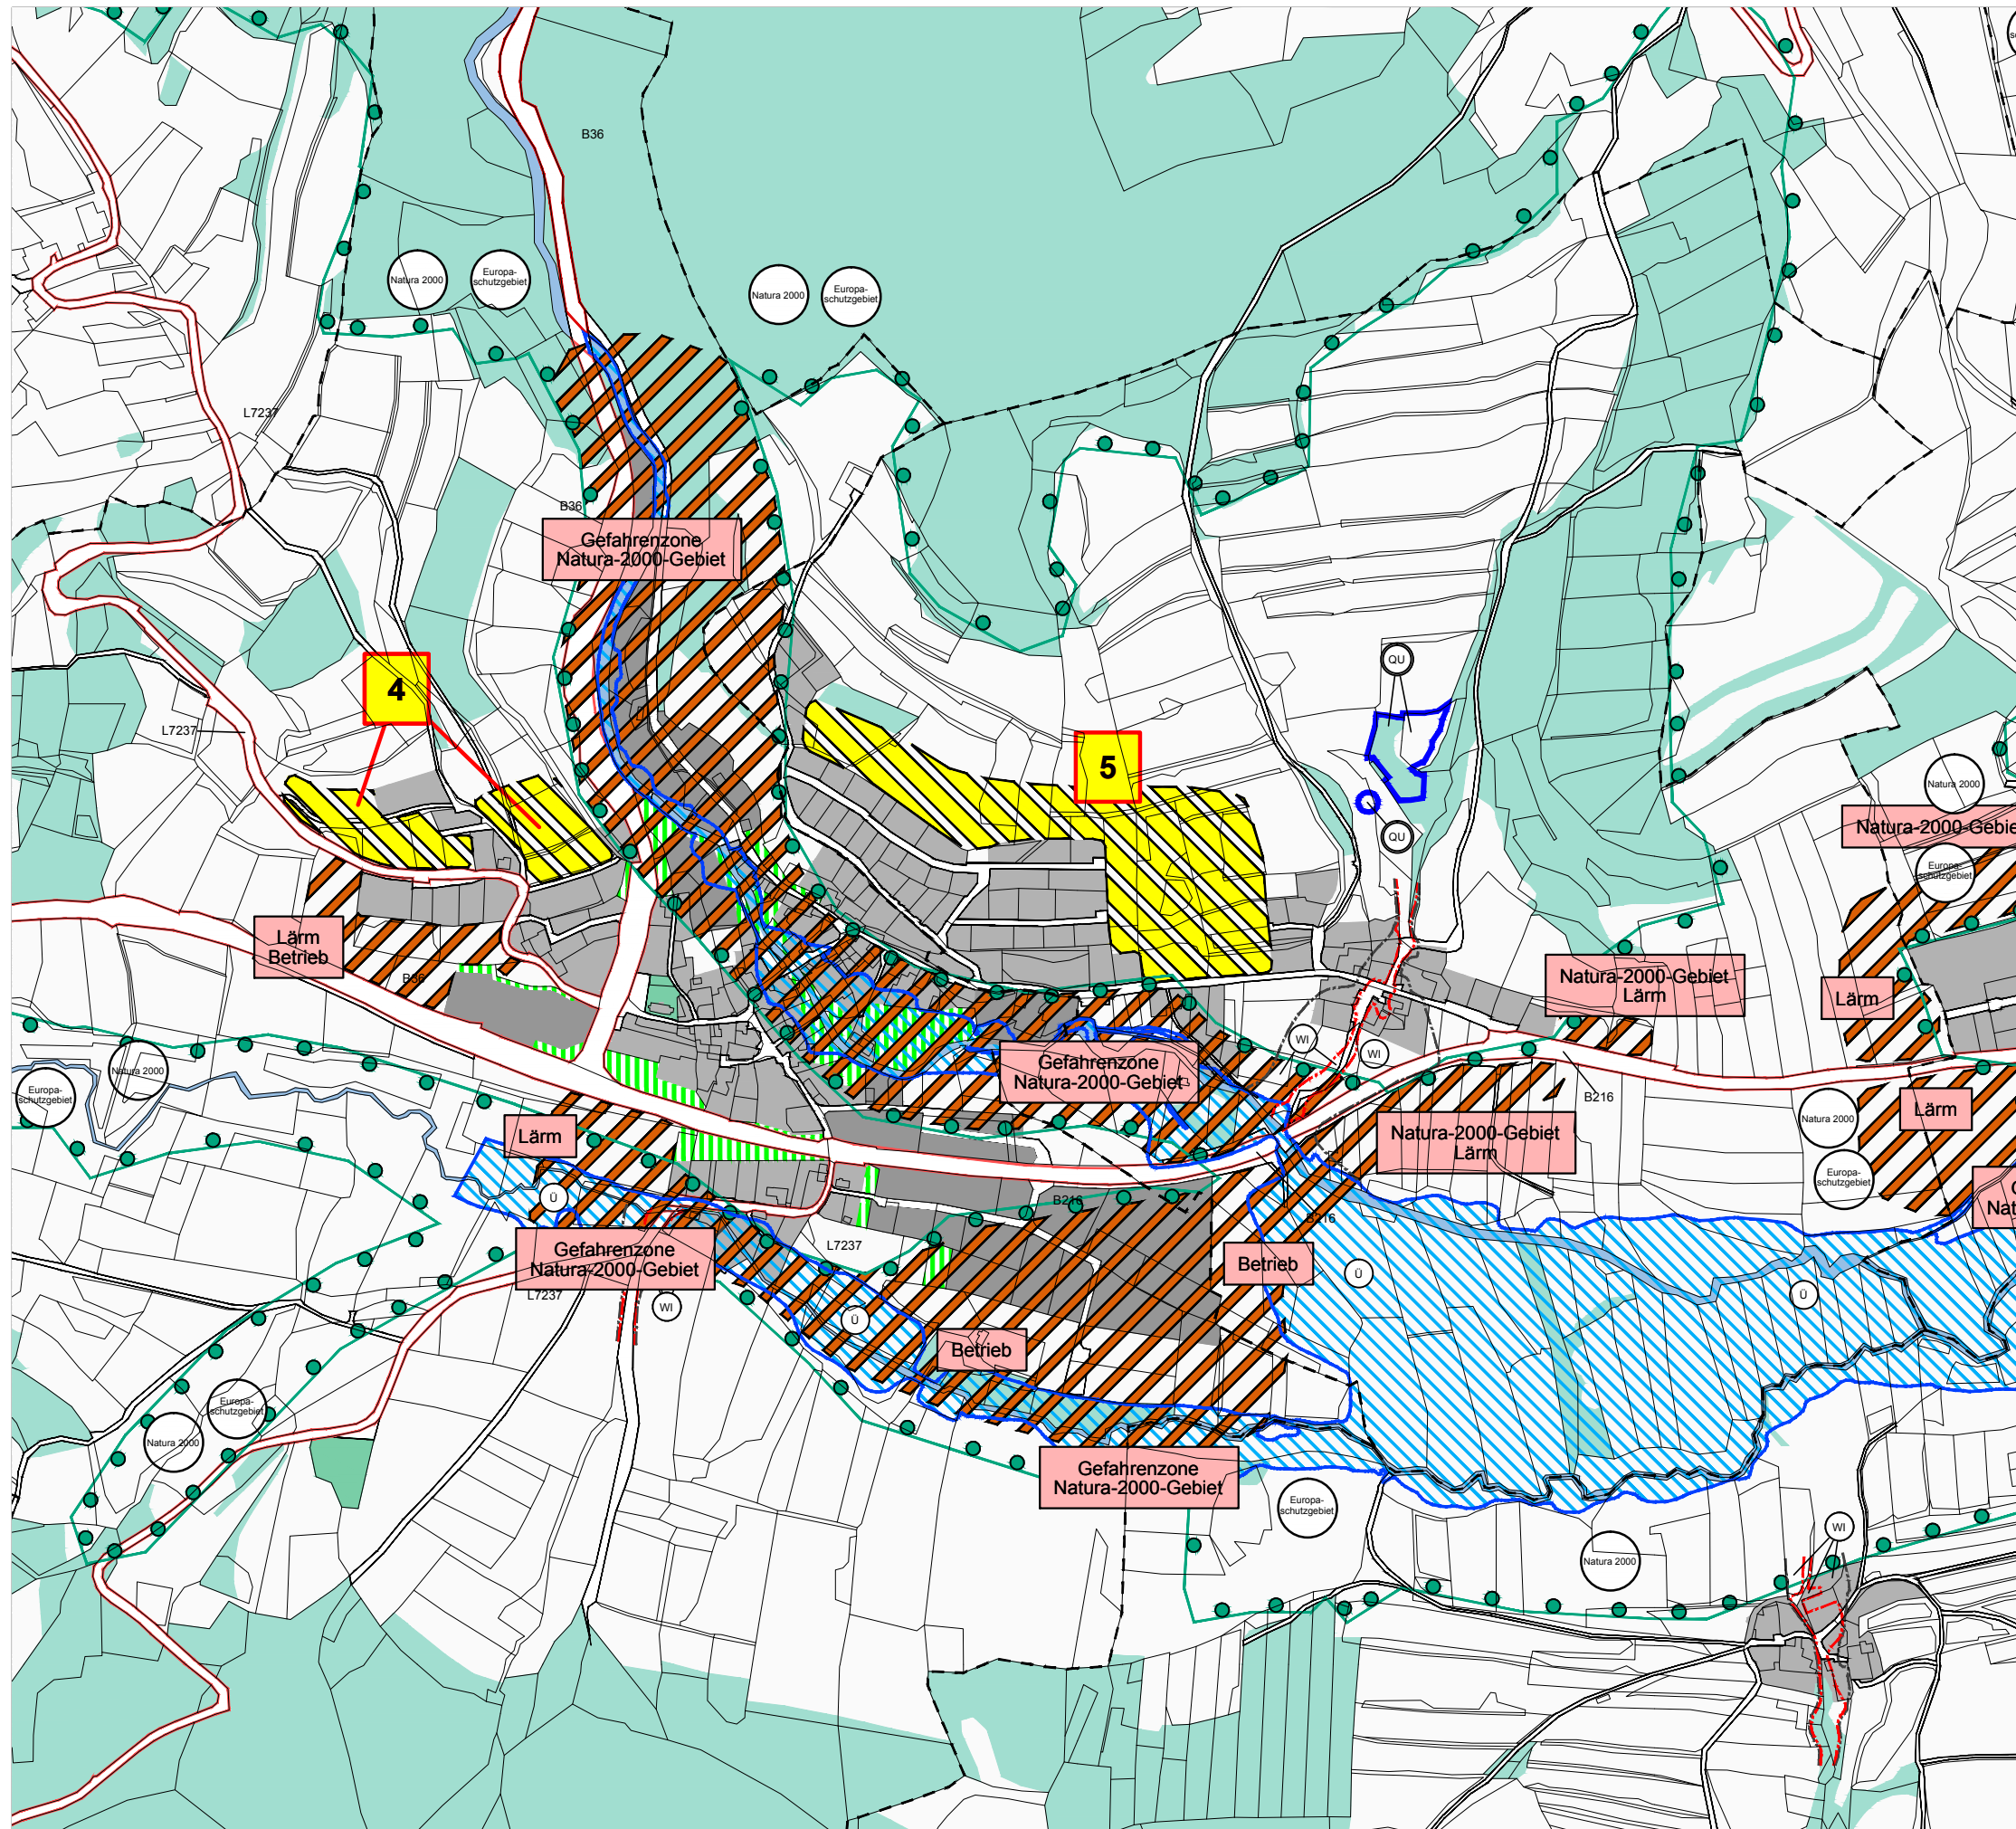 B36
Natura 2000
Europa-
schutzgebiet
Natura 2000
Europa-
schutzgebiet
L7237
B36
Gefahrenzone
Natura-2000-Gebiet
QU
4
L7237
5
Natura 2000
QU
Natura-2000-Gebie
Europa-
schutzgebiet
Lärm
Betrieb
B36
Natura-2000-Gebiet
Lärm
Lärm
WI
WI
Gefahrenzone
Natura-2000-Gebiet
Natura 2000
Europa-
schutzgebiet
B216
Natura 2000
Lärm
Lärm
Natura-2000-Gebiet
Lärm
Europa-
schutzgebiet
Ü
B216
B216
G
Nat
L7237
Gefahrenzone
Natura-2000-Gebiet
Betrieb
Ü
Ü
L7237
WI
Ü
Betrieb
Europa-
schutzgebiet
Natura 2000
Gefahrenzone
Natura-2000-Gebiet
Europa-
schutzgebiet
WI
Natura 2000